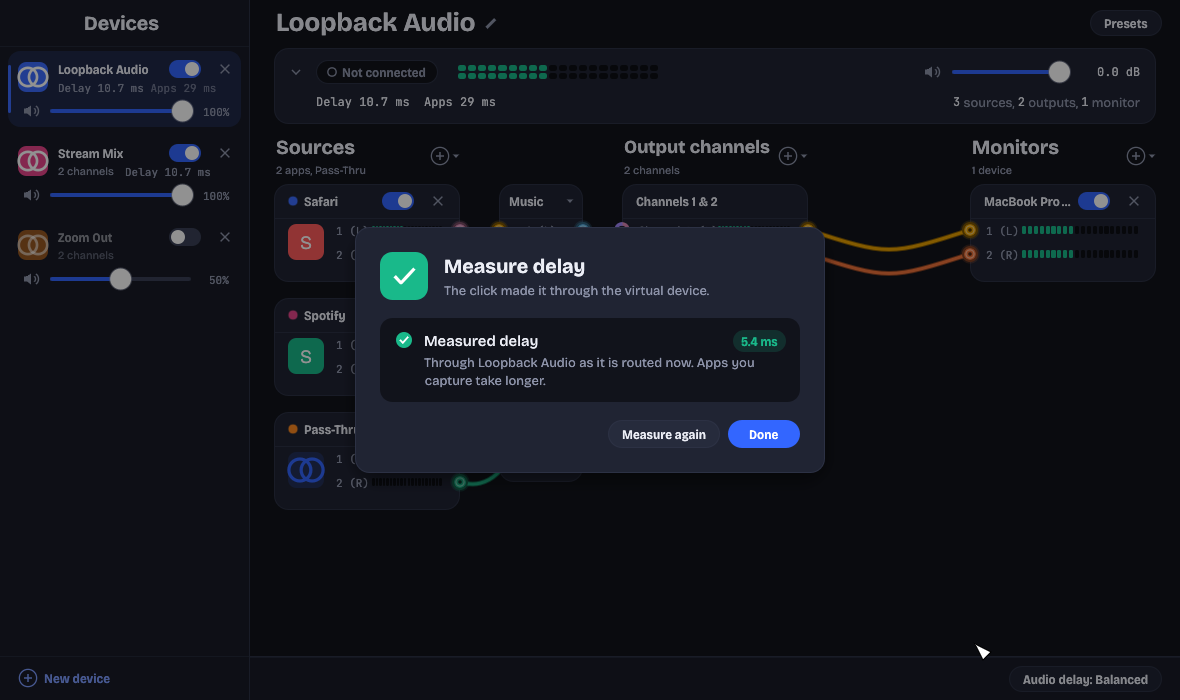 Devices
Loopback Audio
Delay 10.7 ms Apps 29 ms
100%
Stream Mix
2 channels Delay 10.7 ms
100%
Zoom Out
2 channels
50%
New device
Loopback Audio
Presets
Not connected
0.0 dB
Delay 10.7 ms Apps 29 ms
3 sources, 2 outputs, 1 monitor
Sources
2 apps, Pass-Thru
Output channels
2 channels
Monitors
1 device
Safari
S
1
2
Music
Channels 1 & 2
MacBook Pro...
1 (L)
2 (R)
Spotify
S
1
2
Pass-Thru
1
2 (R)
Measure delay
The click made it through the virtual device.
Measured delay
5.4 ms
Through Loopback Audio as it is routed now. Apps you
capture take longer.
Measure again
Done
Audio delay: Balanced